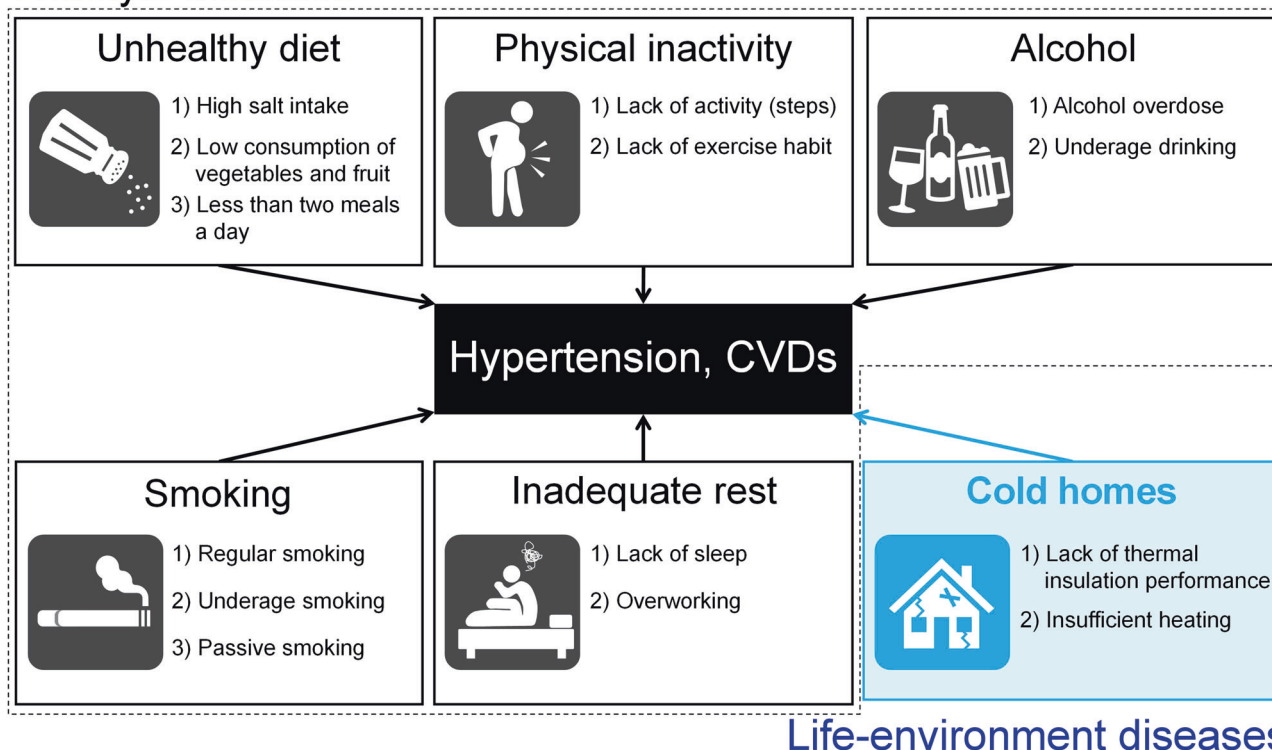 Unhealthy diet
1) High salt intake
2) Low consumption of
vegetables and fruit
3) Less than two meals
a day
Physical inactivity
1) Lack of activity (steps)
2) Lack of exercise habit
Alcohol
1) Alcohol overdose
2) Underage drinking
Hypertension, CVDs
Smoking
1) Regular smoking
2) Underage smoking
3) Passive smoking
Inadequate rest
1) Lack of sleep
2) Overworking
Cold homes
1) Lack of thermal
insulation performance
2) Insufficient heating
Life-environment diseases